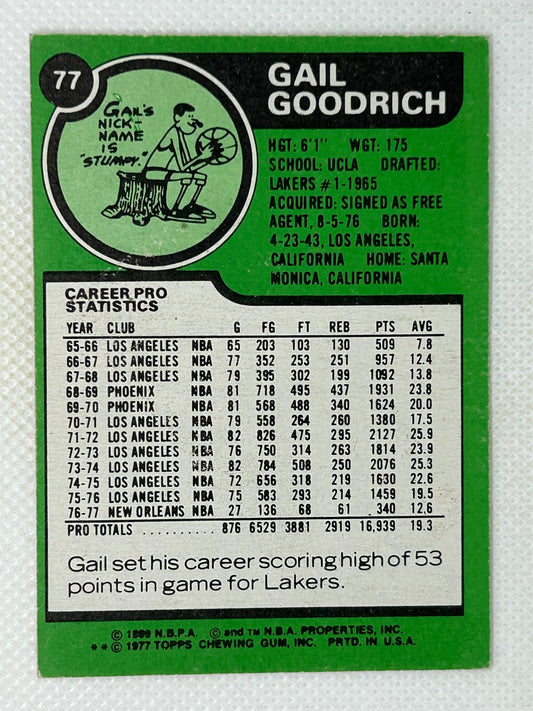 77
GAIL'S
NICK-
NAME
IS
"STUMPY."
GAIL
GOODRICH
HGT: 6'1" WGT: 175
SCHOOL: UCLA DRAFTED:
LAKERS #1-1965
ACQUIRED: SIGNED AS FREE
AGENT, 8-5-76 BORN:
4-23-43, LOS ANGELES,
CALIFORNIA HOME: SANTA
MONICA, CALIFORNIA
CAREER PRO
STATISTICS
YEAR CLUB G FG FT REB PTS AVG
65-66 LOS ANGELES NBA 65 203 103 130 509 7.8
66-67 LOS ANGELES NBA 77 352 253 251 957 12.4
67-68 LOS ANGELES NBA 79 395 302 199 1092 13.8
68-69 PHOENIX NBA 81 718 495 437 1931 23.8
69-70 PHOENIX NBA 81 568 488 340 1624 20.0
70-71 LOS ANGELES NBA 79 558 264 260 1380 17.5
71-72 LOS ANGELES NBA 82 826 475 295 2127 25.9
72-73 LOS ANGELES NBA 76 750 314 263 1814 23.9
73-74 LOS ANGELES NBA 82 784 508 250 2076 25.3
74-75 LOS ANGELES NBA 72 656 318 219 1630 22.6
75-76 LOS ANGELES NBA 75 583 293 214 1459 19.5
76-77 NEW ORLEANS NBA 27 136 68 61 340 12.6
PRO TOTALS .......... 876 6529 3881 2919 16,939 19.3
Gail set his career scoring high of 53
points in game for Lakers.
© N.B.P.A. © and TM N.B.A. PROPERTIES, INC.
** © 1977 TOPPS CHEWING GUM, INC. PRTD. IN U.S.A.